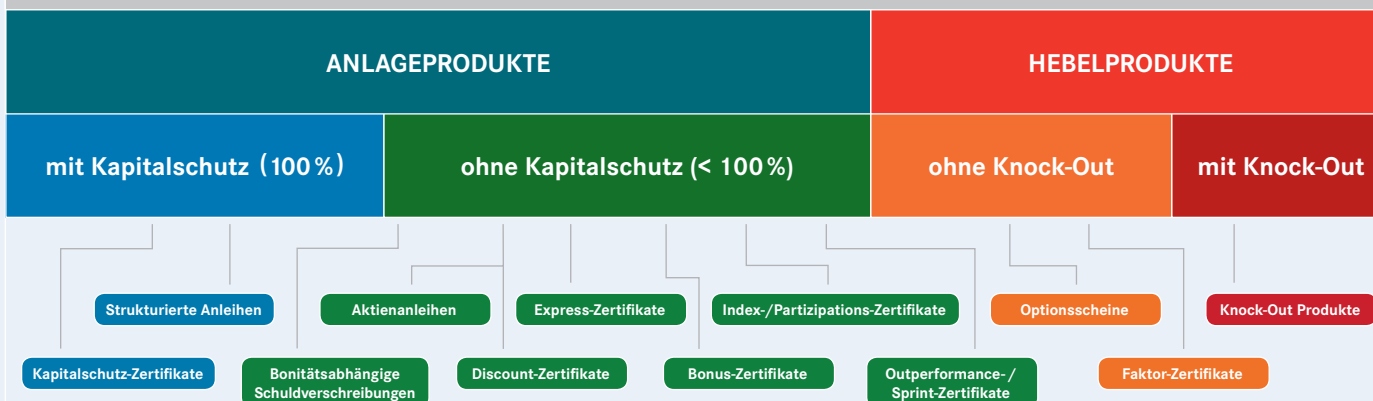 ANLAGEPRODUKTE
HEBELPRODUKTE
mit Kapitalschutz (100 %)
ohne Kapitalschutz (< 100 %)
ohne Knock-Out
mit Knock-Out
Strukturierte Anleihen
Aktienanleihen
Express-Zertifikate
Index-/Partizipations-Zertifikate
Optionsscheine
Knock-Out Produkte
Kapitalschutz-Zertifikate
Bonitätsabhängige
Schuldverschreibungen
Discount-Zertifikate
Bonus-Zertifikate
Outperformance-/
Sprint-Zertifikate
Faktor-Zertifikate